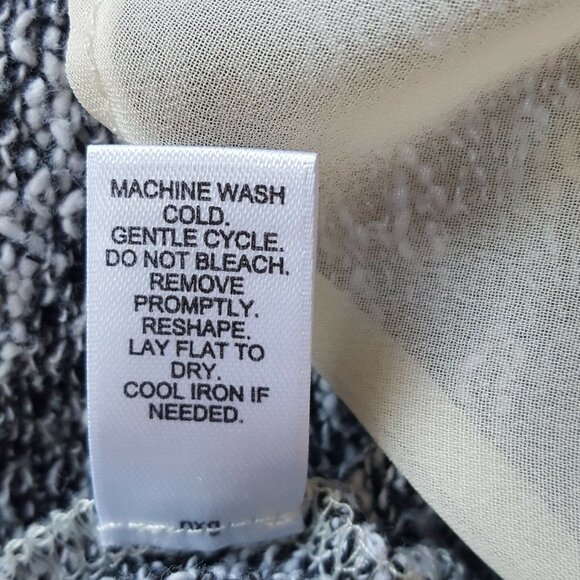 MACHINE WASH
COLD.
GENTLE CYCLE.
DO NOT BLEACH.
REMOVE
PROMPTLY.
RESHAPE.
LAY FLAT TO
DRY.
COOL IRON IF
NEEDED.